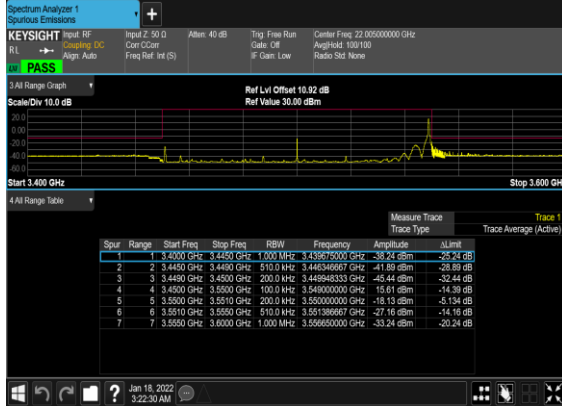 Spectrum Analyzer 1
Spurious Emissions
+
KEYSIGHT Input: RF Input Z: 50 Ω Atten: 40 dB Trig: Free Run Center Freq: 22.005000000 GHz
RL Coupling: DC Corr CCorr Gate: Off Avg|Hold: 100/100
Align: Auto Freq Ref: Int (S) IF Gain: Low Radio Std: None
PASS
3 All Range Graph
Ref Lvl Offset 10.92 dB
Scale/Div 10.0 dB Ref Value 30.00 dBm
20.0
0.00
-20.0
-40.0
-60.0
Start 3.400 GHz Stop 3.600 GH
4 All Range Table
Measure Trace Trace 1
Trace Type Trace Average (Active)
Spur Range Start Freq Stop Freq RBW Frequency Amplitude ΔLimit
1 1 3.4000 GHz 3.4450 GHz 1.000 MHz 3.439675000 GHz -38.24 dBm -25.24 dB
2 2 3.4450 GHz 3.4490 GHz 510.0 kHz 3.446346667 GHz -41.89 dBm -28.89 dB
3 3 3.4490 GHz 3.4500 GHz 200.0 kHz 3.449948333 GHz -45.44 dBm -32.44 dB
4 4 3.4500 GHz 3.5500 GHz 100.0 kHz 3.549000000 GHz 15.61 dBm -14.39 dB
5 5 3.5500 GHz 3.5510 GHz 200.0 kHz 3.550000000 GHz -18.13 dBm -5.134 dB
6 6 3.5510 GHz 3.5550 GHz 510.0 kHz 3.551386667 GHz -27.16 dBm -14.16 dB
7 7 3.5550 GHz 3.6000 GHz 1.000 MHz 3.556650000 GHz -33.24 dBm -20.24 dB
? Jan 18, 2022
3:22:30 AM